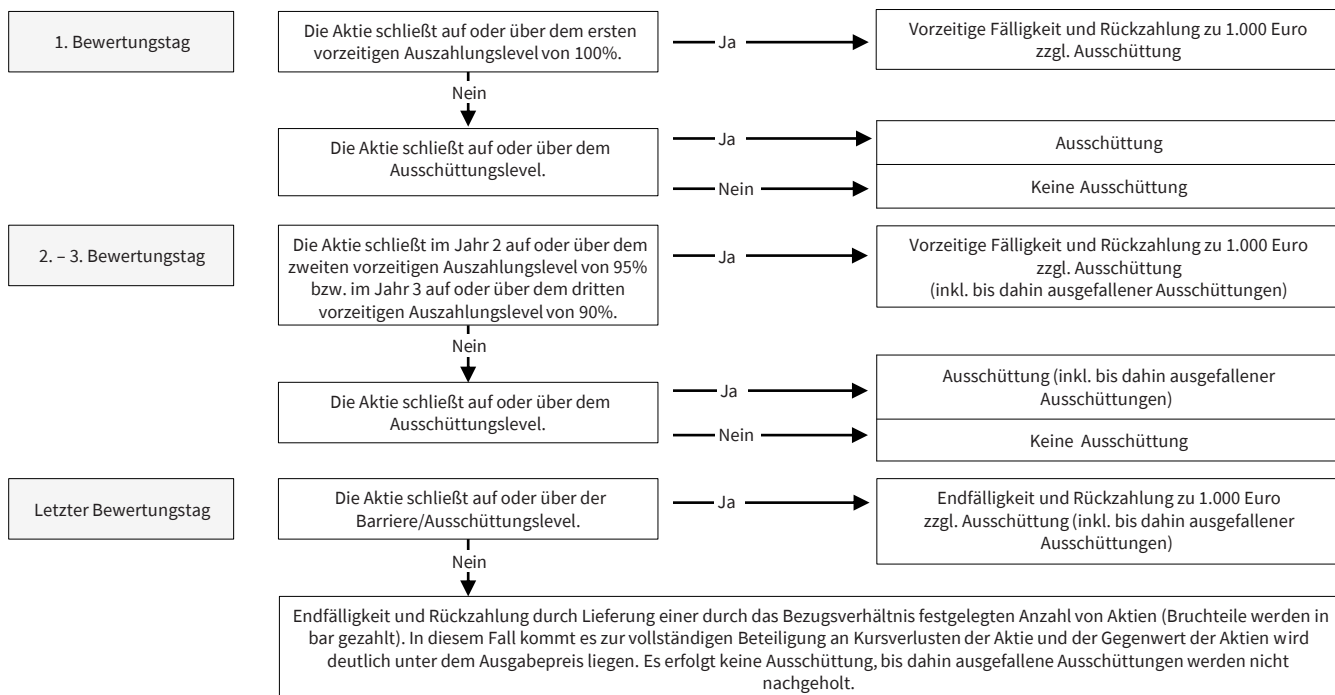 1. Bewertungstag
Die Aktie schließt auf oder über dem ersten
vorzeitigen Auszahlungslevel von 100%.
Ja
Vorzeitige Fälligkeit und Rückzahlung zu 1.000 Euro
zzgl. Ausschüttung
Nein
Die Aktie schließt auf oder über dem
Ausschüttungslevel.
Ja
Ausschüttung
Nein
Keine Ausschüttung
2. – 3. Bewertungstag
Die Aktie schließt im Jahr 2 auf oder über dem
zweiten vorzeitigen Auszahlungslevel von 95%
bzw. im Jahr 3 auf oder über dem dritten
vorzeitigen Auszahlungslevel von 90%.
Ja
Vorzeitige Fälligkeit und Rückzahlung zu 1.000 Euro
zzgl. Ausschüttung
(inkl. bis dahin ausgefallener Ausschüttungen)
Nein
Die Aktie schließt auf oder über dem
Ausschüttungslevel.
Ja
Ausschüttung (inkl. bis dahin ausgefallener
Ausschüttungen)
Nein
Keine Ausschüttung
Letzter Bewertungstag
Die Aktie schließt auf oder über der
Barriere/Ausschüttungslevel.
Ja
Endfälligkeit und Rückzahlung zu 1.000 Euro
zzgl. Ausschüttung (inkl. bis dahin ausgefallener
Ausschüttungen)
Nein
Endfälligkeit und Rückzahlung durch Lieferung einer durch das Bezugsverhältnis festgelegten Anzahl von Aktien (Bruchteile werden in
bar gezahlt). In diesem Fall kommt es zur vollständigen Beteiligung an Kursverlusten der Aktie und der Gegenwert der Aktien wird
deutlich unter dem Ausgabepreis liegen. Es erfolgt keine Ausschüttung, bis dahin ausgefallene Ausschüttungen werden nicht
nachgeholt.